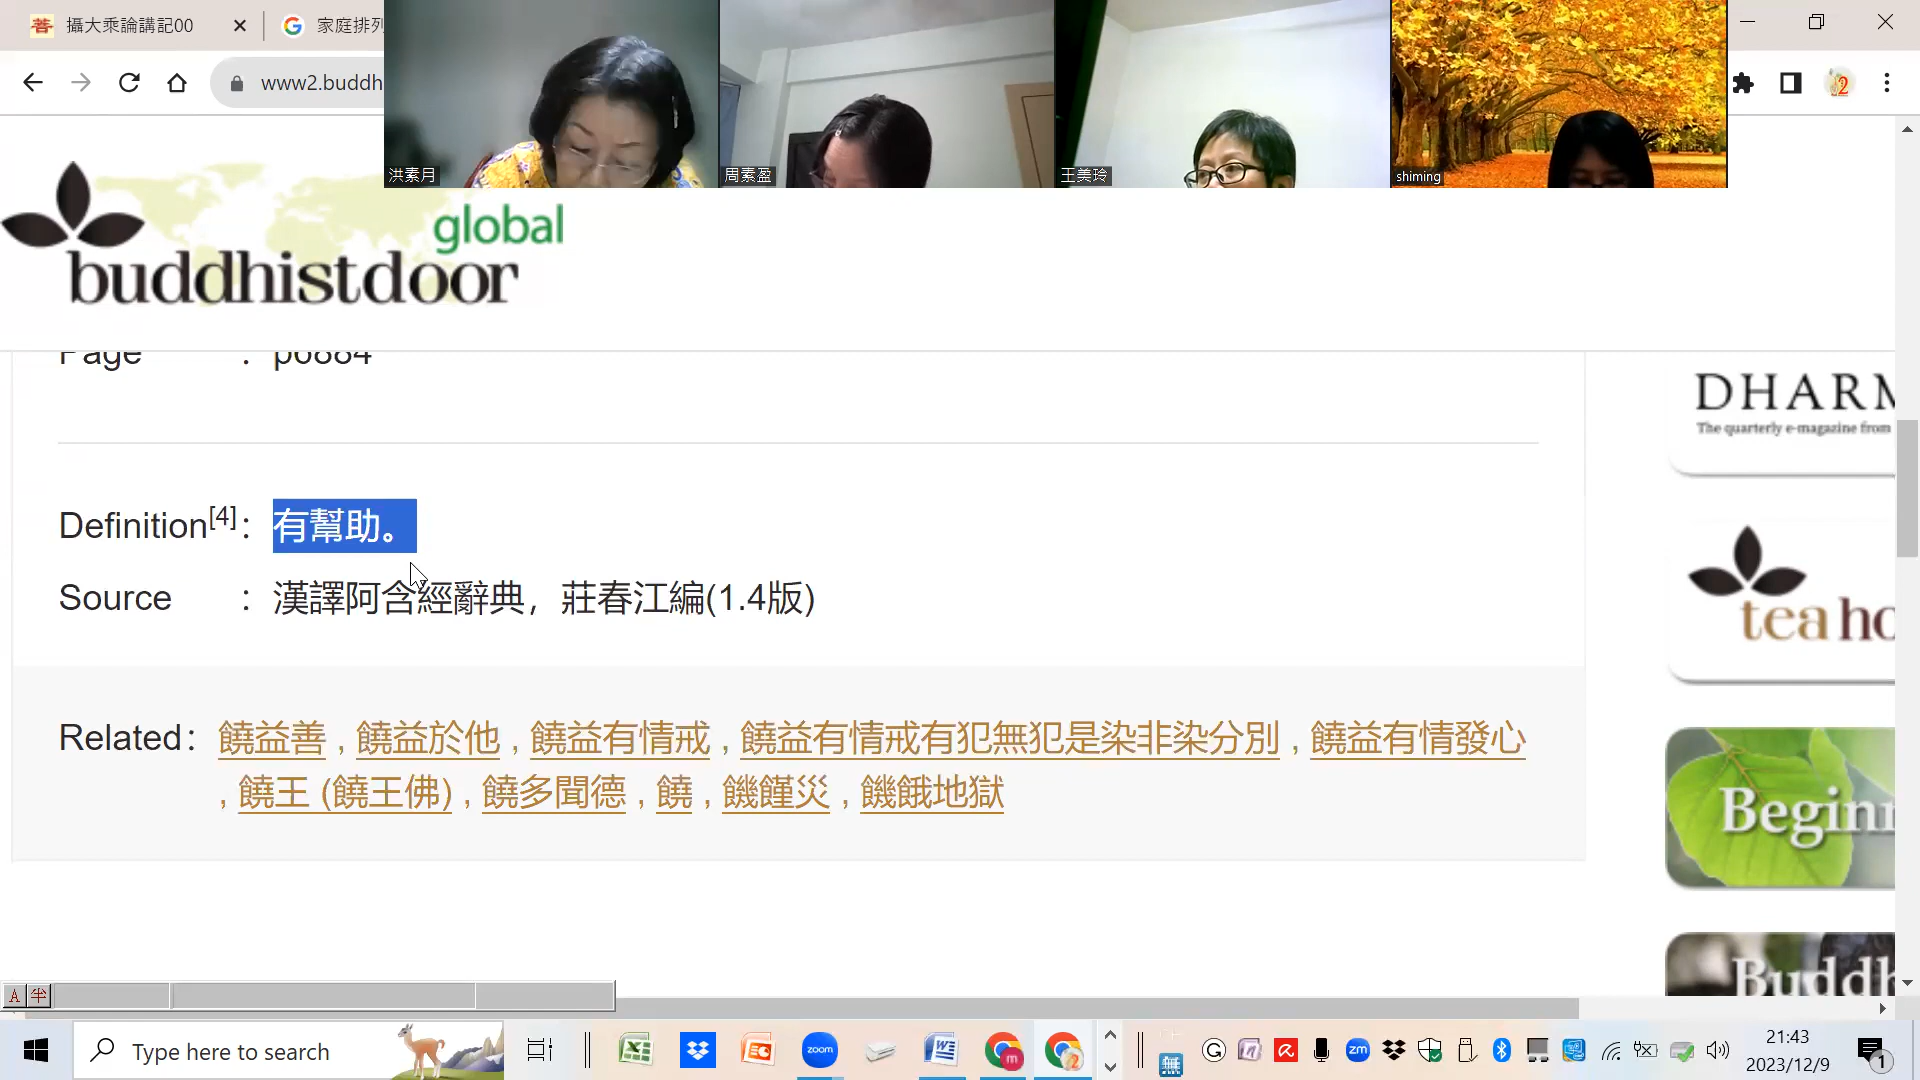 攝大乘論講記00
家庭排列
www2.buddh
洪素月
周素盈
王美玲
shiming
global
buddhistdoor
Page : p6884
Definition[4] : 有幫助。
Source : 漢譯阿含經辭典，莊春江編(1.4版)
Related : 饒益善 , 饒益於他 , 饒益有情戒 , 饒益有情戒有犯無犯是染非染分別 , 饒益有情發心
, 饒王 (饒王佛) , 饒多聞德 , 饒 , 饑饉災 , 饑餓地獄
DHARM
The quarterly e-magazine from
tea ho
Beginn
Buddh
Type here to search
zoom
zm
21:43
2023/12/9
1